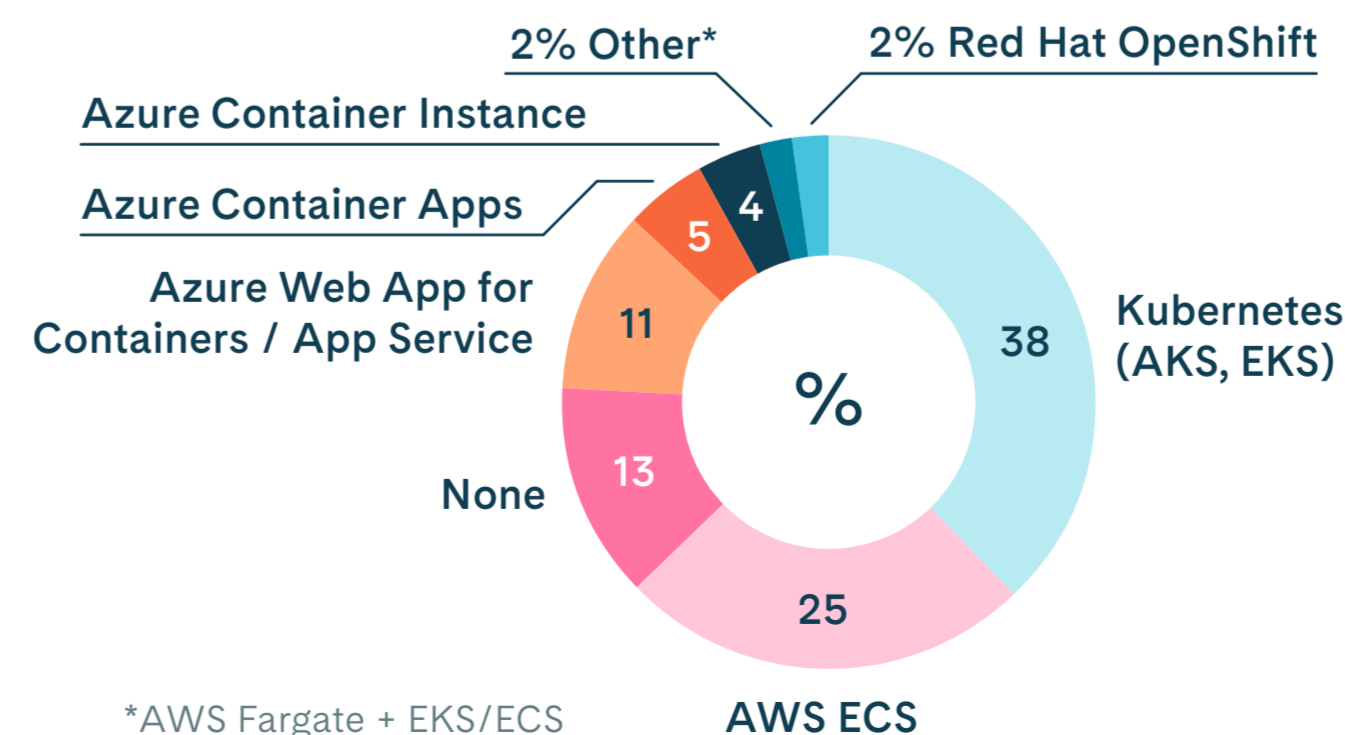 2% Other*
2% Red Hat OpenShift
Azure Container Instance
Azure Container Apps
4
5
Azure Web App for
Containers / App Service
11
38
Kubernetes
(AKS, EKS)
%
None
13
25
*AWS Fargate + EKS/ECS
AWS ECS